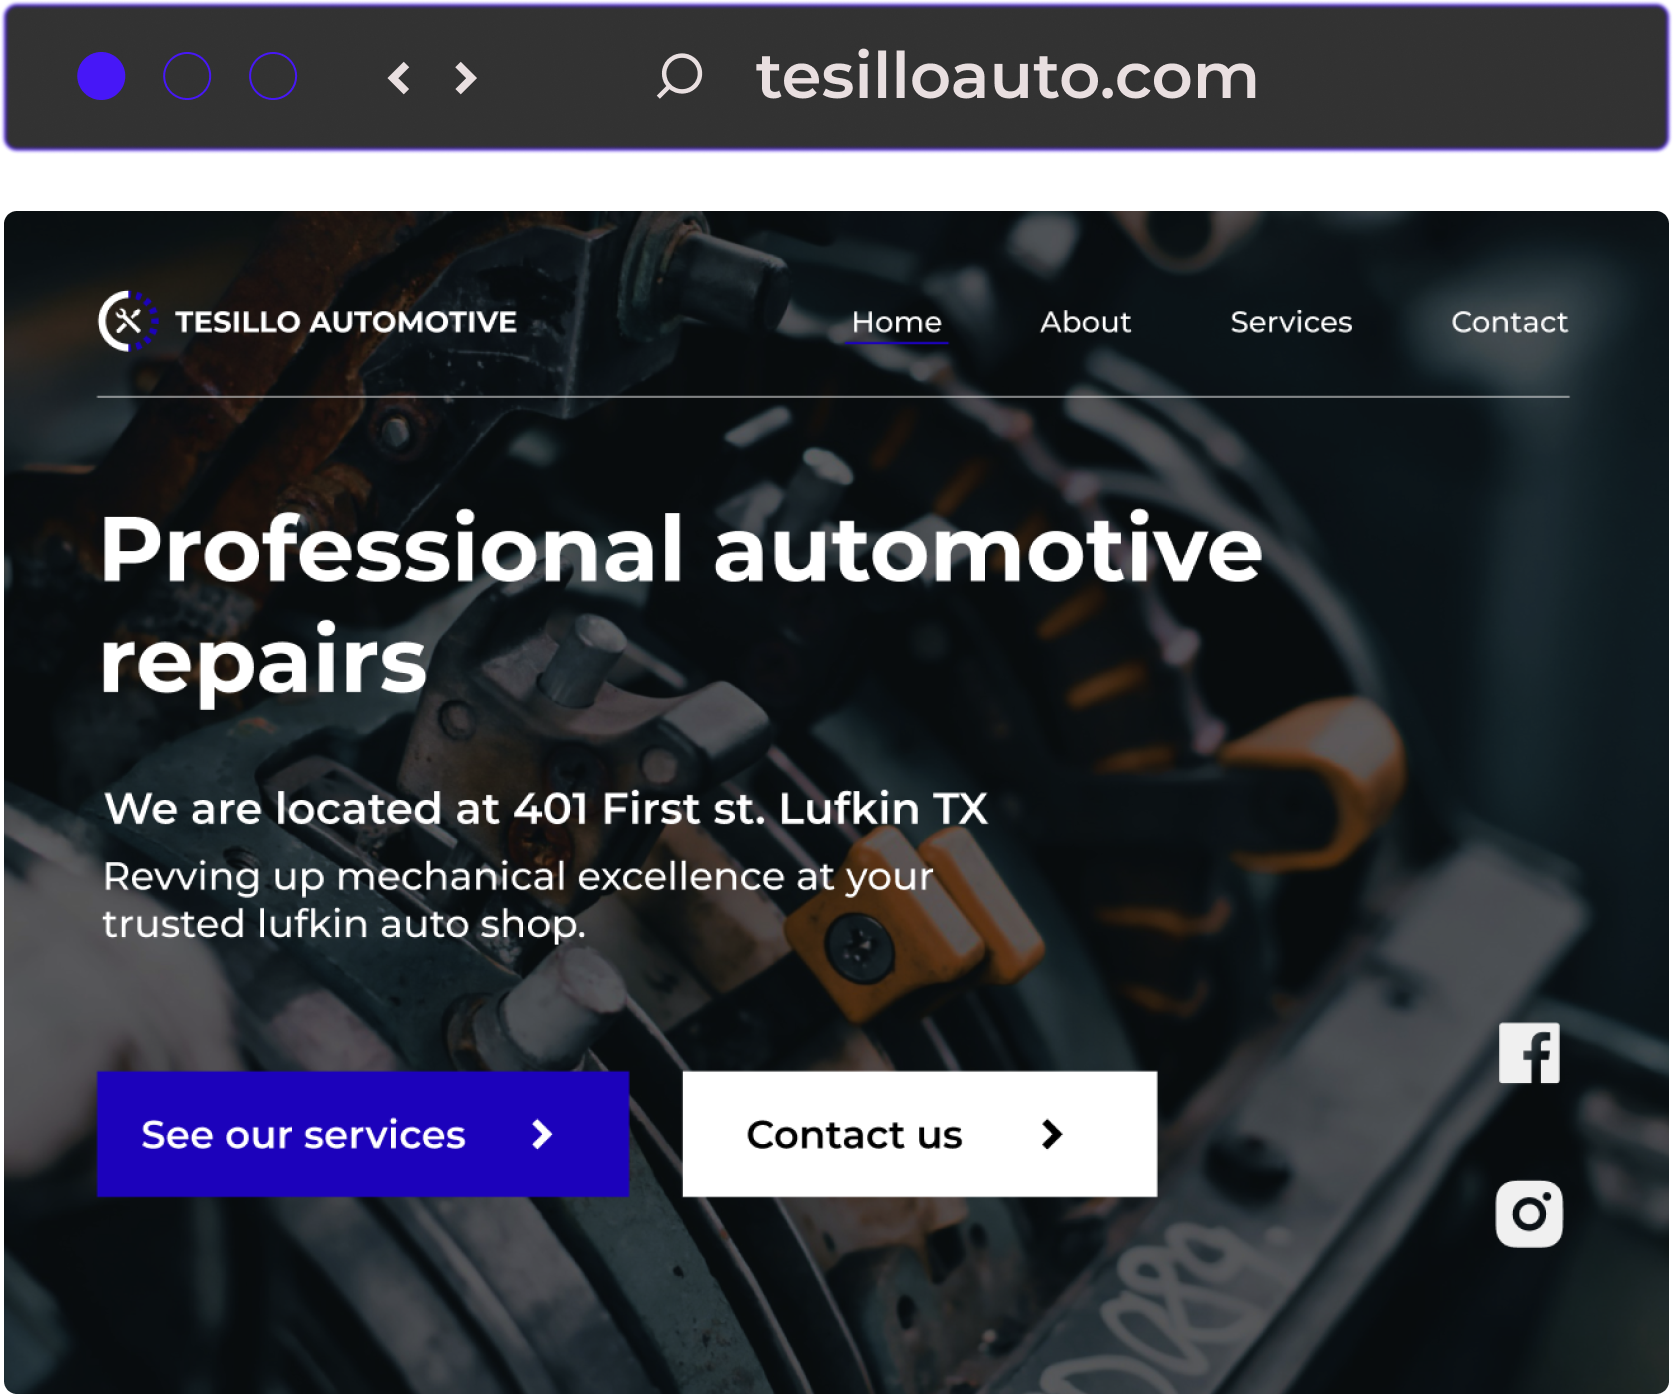 tesilloauto.com
TESILLO AUTOMOTIVE
Home
About
Services
Contact
Professional automotive
repairs
We are located at 401 First st. Lufkin TX
Revving up mechanical excellence at your
trusted lufkin auto shop.
See our services
Contact us